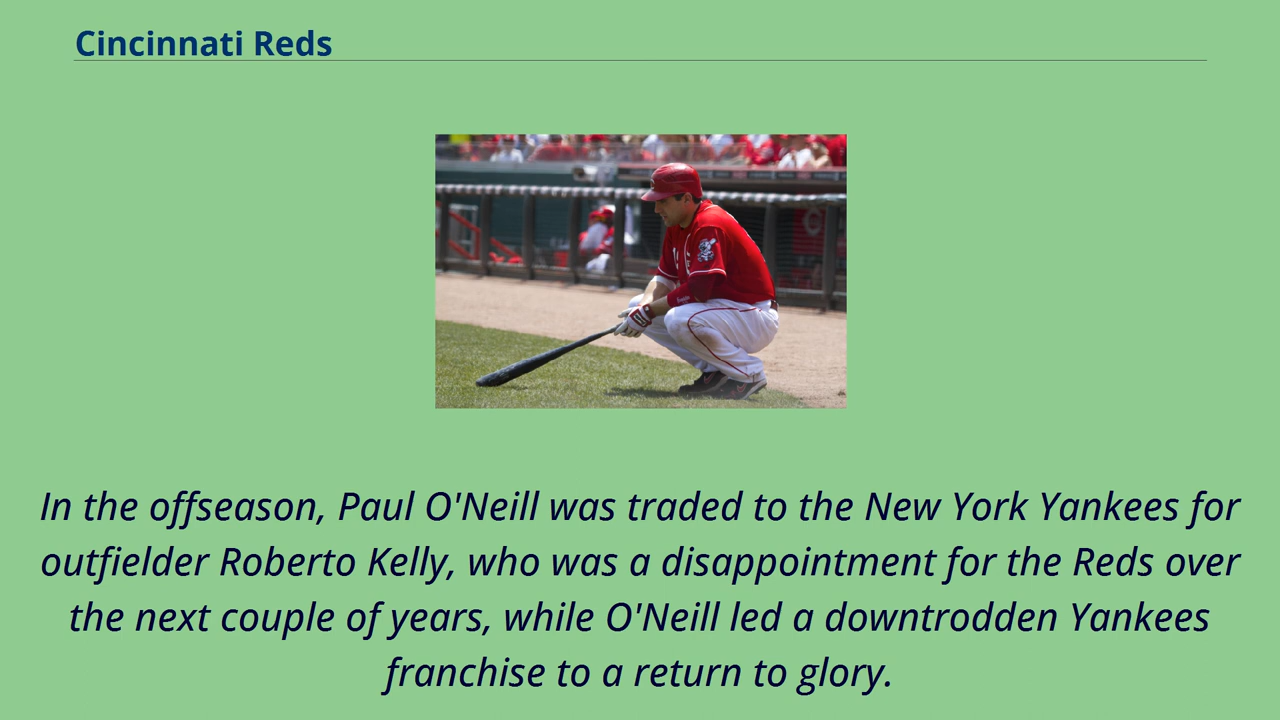 Cincinnati Reds
In the offseason, Paul O'Neill was traded to the New York Yankees for
outfielder Roberto Kelly, who was a disappointment for the Reds over
the next couple of years, while O'Neill led a downtrodden Yankees
franchise to a return to glory.